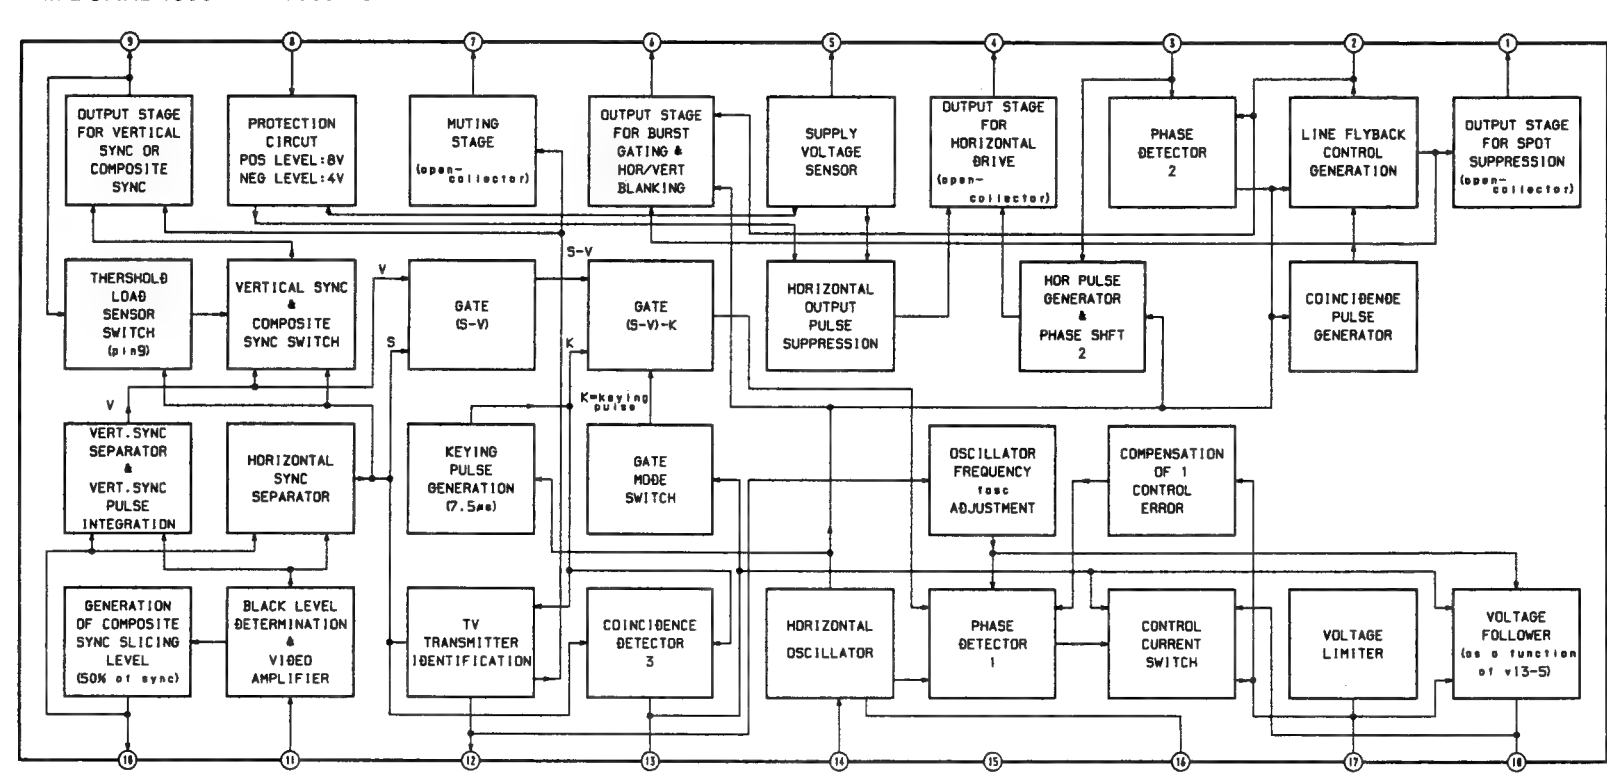 9 8 7 6 5 4 3 2 1
OUTPUT STAGE
FOR VERTICAL
SYNC OR
COMPOSITE
SYNC
PROTECTION
CIRCUT
POS LEVEL:8V
NEG LEVEL:4V
MUTING
STAGE
(open-
collector)
OUTPUT STAGE
FOR BURST
GATING &
HOR/VERT
BLANKING
SUPPLY
VOLTAGE
SENSOR
OUTPUT STAGE
FOR
HORIZONTAL
DRIVE
(open-
collector)
PHASE
DETECTOR
2
LINE FLYBACK
CONTROL
GENERATION
OUTPUT STAGE
FOR SPOT
SUPPRESSION
(open-
collector)
THERSHOLD
LOAD
SENSOR
SWITCH
(pin9)
VERTICAL SYNC
&
COMPOSITE
SYNC SWITCH
V
S
GATE
(S-V)
S-V
K
GATE
(S-V)-K
K=keying
pulse
HORIZONTAL
OUTPUT
PULSE
SUPPRESSION
HOR PULSE
GENERATOR
&
PHASE SHFT
2
COINCIDENDE
PULSE
GENERATOR
V
VERT.SYNC
SEPARATOR
&
VERT.SYNC
PULSE
INTEGRATION
HORIZONTAL
SYNC
SEPARATOR
KEYING
PULSE
GENERATION
(7.5µs)
GATE
MODE
SWITCH
OSCILLATOR
FREQUENCY
fosc
ADJUSTMENT
COMPENSATION
OF 1
CONTROL
ERROR
GENERATION
OF COMPOSITE
SYNC SLICING
LEVEL
(50% of sync)
BLACK LEVEL
DETERMINATION
&
VIDEO
AMPLIFIER
TV
TRANSMITTER
IDENTIFICATION
COINCIDENCE
DETECTOR
3
HORIZONTAL
OSCILLATOR
PHASE
DETECTOR
1
CONTROL
CURRENT
SWITCH
VOLTAGE
LIMITER
VOLTAGE
FOLLOWER
(as a function
of v13-5)
10 11 12 13 14 15 16 17 18